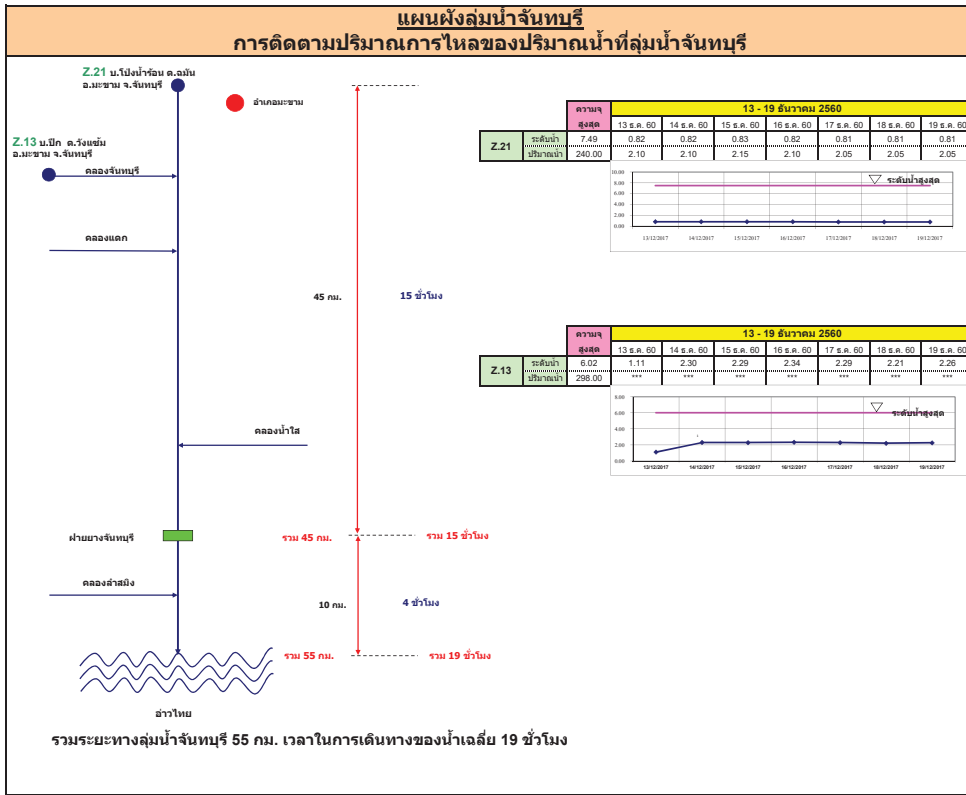 แผนผังลุ่มน้ำจันทบุรี
การติดตามปริมาณการไหลของปริมาณน้ำที่ลุ่มน้ำจันทบุรี
Z.21 บ.โป่งน้ำร้อน ต.ฉมัน
อ.มะขาม จ.จันทบุรี
อำเภอมะขาม
Z.13 บ.ปึก ต.วังแซ้ม
อ.มะขาม จ.จันทบุรี
คลองจันทบุรี
คลองแตก
45 กม.
15 ชั่วโมง
คลองน้ำใส
ฝายยางจันทบุรี
รวม 45 กม.
รวม 15 ชั่วโมง
คลองลำสมิง
10 กม.
4 ชั่วโมง
รวม 55 กม.
รวม 19 ชั่วโมง
อ่าวไทย
รวมระยะทางลุ่มน้ำจันทบุรี 55 กม. เวลาในการเดินทางของน้ำเฉลี่ย 19 ชั่วโมง
ความจุ 13 - 19 ธันวาคม 2560
สูงสุด 13 ธ.ค. 60 14 ธ.ค. 60 15 ธ.ค. 60 16 ธ.ค. 60 17 ธ.ค. 60 18 ธ.ค. 60 19 ธ.ค. 60
Z.21
ระดับน้ำ 7.49 0.82 0.82 0.83 0.82 0.81 0.81 0.81
ปริมาณน้ำ 240.00 2.10 2.10 2.15 2.10 2.05 2.05 2.05
10.00
8.00
6.00
4.00
2.00
0.00
ระดับน้ำสูงสุด
13/12/2017 14/12/2017 15/12/2017 16/12/2017 17/12/2017 18/12/2017 19/12/2017
ความจุ 13 - 19 ธันวาคม 2560
สูงสุด 13 ธ.ค. 60 14 ธ.ค. 60 15 ธ.ค. 60 16 ธ.ค. 60 17 ธ.ค. 60 18 ธ.ค. 60 19 ธ.ค. 60
Z.13
ระดับน้ำ 6.02 1.11 2.30 2.29 2.34 2.29 2.21 2.26
ปริมาณน้ำ 298.00 *** *** *** *** *** *** ***
8.00
6.00
4.00
2.00
0.00
ระดับน้ำสูงสุด
13/12/2017 14/12/2017 15/12/2017 16/12/2017 17/12/2017 18/12/2017 19/12/2017